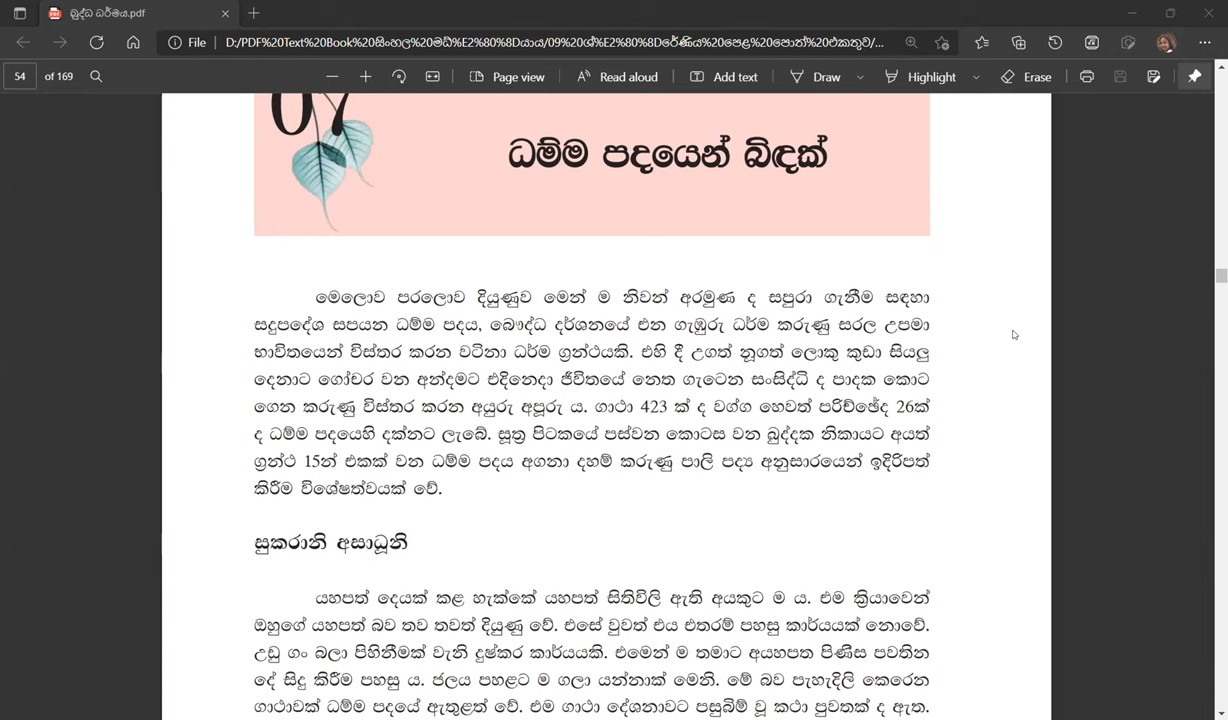 බුද්ධ ධර්මය.pdf
File D:/PDF%20Text%20Book%20සිංහල%20මධ්%E2%80%8Dයාය/09%20ශ්%E2%80%8Dරේණිය%20පෙළ%20පොත්%20එකතුව/...
54 of 169 Page view Read aloud Add text Draw Highlight Erase
07
ධම්ම පදයෙන් බිඳක්
මෙලොව පරලොව දියුණුව මෙන් ම නිවන් අරමුණ ද සපුරා ගැනීම සඳහා
සදුපදේශ සපයන ධම්ම පදය, බෞද්ධ දර්ශනයේ එන ගැඹුරු ධර්ම කරුණු සරල උපමා
භාවිතයෙන් විස්තර කරන වටිනා ධර්ම ග්‍රන්ථයකි. එහි දී උගත් නූගත් ලොකු කුඩා සියලු
දෙනාට ගෝචර වන අන්දමට එදිනෙදා ජීවිතයේ නෙත ගැටෙන සංසිද්ධි ද පාදක කොට
ගෙන කරුණු විස්තර කරන අයුරු අපූරු ය. ගාථා 423 ක් ද වග්ග හෙවත් පරිච්ඡේද 26ක්
ද ධම්ම පදයෙහි දක්නට ලැබේ. සූත්‍ර පිටකයේ පස්වන කොටස වන ඛුද්දක නිකායට අයත්
ග්‍රන්ථ 15න් එකක් වන ධම්ම පදය අගනා දහම් කරුණු පාලි පද්‍ය අනුසාරයෙන් ඉදිරිපත්
කිරීම විශේෂත්වයක් වේ.
සුකරානි අසාධූනි
යහපත් දෙයක් කළ හැක්කේ යහපත් සිතිවිලි ඇති අයකුට ම ය. එම ක්‍රියාවෙන්
ඔහුගේ යහපත් බව තව තවත් දියුණු වේ. එසේ වුවත් එය එතරම් පහසු කාර්යයක් නොවේ.
උඩු ගං බලා පිහිනීමක් වැනි දුෂ්කර කාර්යයකි. එමෙන් ම තමාට අයහපත පිණිස පවතින
දේ සිදු කිරීම පහසු ය. ජලය පහළට ම ගලා යන්නාක් මෙනි. මේ බව පැහැදිලි කෙරෙන
ගාථාවක් ධම්ම පදයේ ඇතුළත් වේ. එම ගාථා දේශනාවට පසුබිම් වූ කථා පුවතක් ද ඇත.